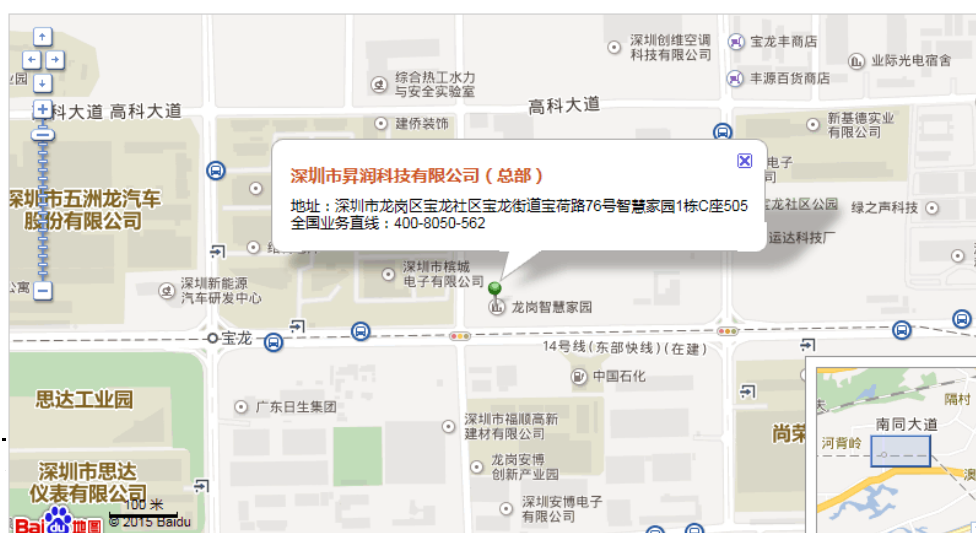 深圳创维空调
科技有限公司
宝龙丰商店
业际光电宿舍
综合热工水力
与安全实验室
丰源百货商店
科大道 高科大道
高科大道
建侨装饰
新基德实业
有限公司
深圳市昇润科技有限公司(总部)
地址:深圳市龙岗区宝龙社区宝龙街道宝荷路76号智慧家园1栋C座505
全国业务直线:400-8050-562
电子
深圳市五洲龙汽车
股份有限公司
宝龙社区公园
绿之声科技
运达科技厂
深圳市槟城
电子有限公司
深圳新能源
汽车研发中心
公寓
龙岗智慧家园
宝龙
14号线(东部快线)(在建)
中国石化
思达工业园
广东日生集团
深圳市福顺高新
建材有限公司
尚荣
隔村
南同大道
河背岭
澳
龙岗安博
创新产业园
深圳市思达
仪表有限公司
深圳安博电子
有限公司
100 米
Bai du 地图
© 2015 Baidu